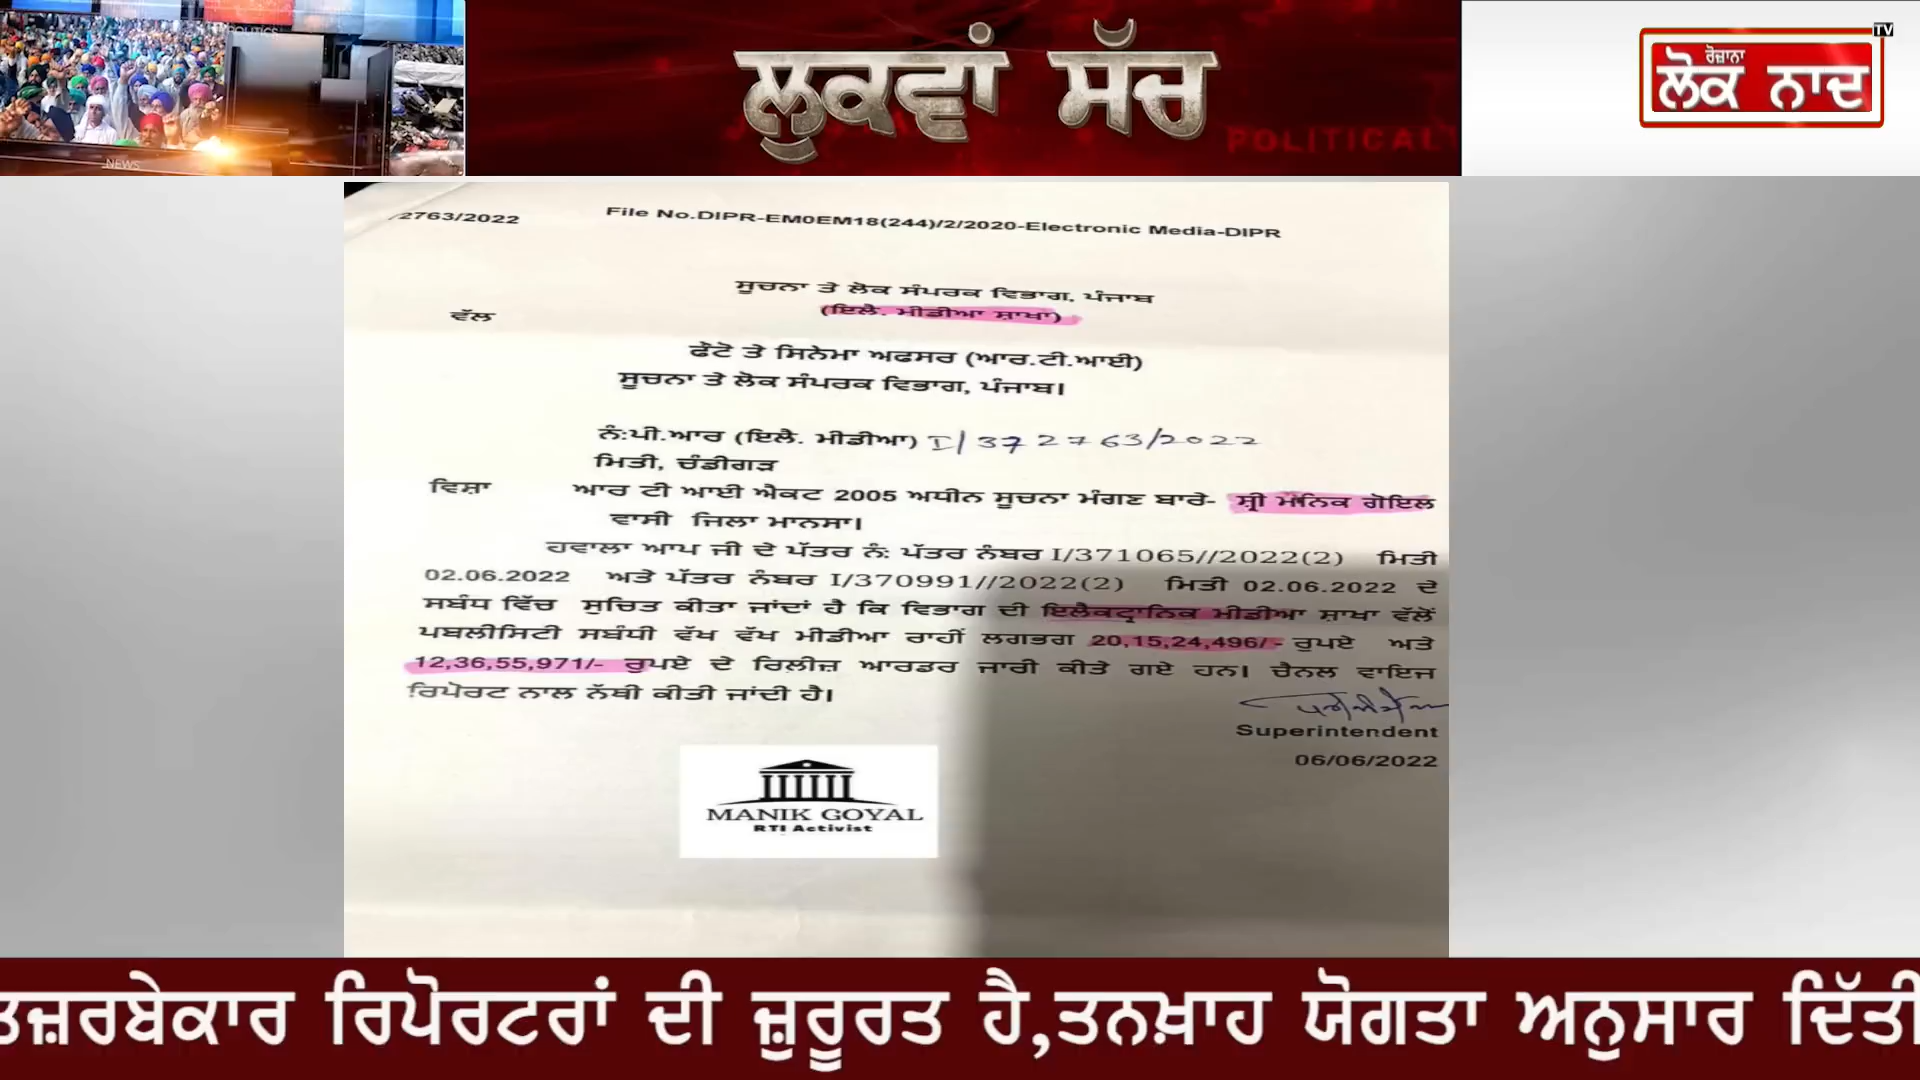 POLITICS
NEWS
ਲੁਕਵਾਂ ਸੱਚ
POLITICAL
TV
ਰੋਜ਼ਾਨਾ
ਲੋਕ ਨਾਦ
/2763/2022
File No.DIPR-EM0EM18(244)/2/2020-Electronic Media-DIPR
ਸੂਚਨਾ ਤੇ ਲੋਕ ਸੰਪਰਕ ਵਿਭਾਗ, ਪੰਜਾਬ
(ਇਲੈ. ਮੀਡੀਆ ਸ਼ਾਖਾ)
ਵੱਲ
ਫੋਟੋ ਤੇ ਸਿਨੇਮਾ ਅਫਸਰ (ਆਰ.ਟੀ.ਆਈ)
ਸੂਚਨਾ ਤੇ ਲੋਕ ਸੰਪਰਕ ਵਿਭਾਗ, ਪੰਜਾਬ।
ਨੰ:ਪੀ.ਆਰ (ਇਲੈ. ਮੀਡੀਆ) I/372763/2022
ਮਿਤੀ, ਚੰਡੀਗੜ
ਵਿਸ਼ਾ ਆਰ ਟੀ ਆਈ ਐਕਟ 2005 ਅਧੀਨ ਸੂਚਨਾ ਮੰਗਣ ਬਾਰੇ- ਸ਼੍ਰੀ ਮਾਨਿਕ ਗੋਇਲ
ਵਾਸੀ ਜਿਲਾ ਮਾਨਸਾ।
ਹਵਾਲਾ ਆਪ ਜੀ ਦੇ ਪੱਤਰ ਨੰ: ਪੱਤਰ ਨੰਬਰ I/371065//2022(2) ਮਿਤੀ
02.06.2022 ਅਤੇ ਪੱਤਰ ਨੰਬਰ I/370991//2022(2) ਮਿਤੀ 02.06.2022 ਦੇ
ਸਬੰਧ ਵਿੱਚ ਸੁਚਿਤ ਕੀਤਾ ਜਾਂਦਾਂ ਹੈ ਕਿ ਵਿਭਾਗ ਦੀ ਇਲੈਕਟ੍ਰਾਨਿਕ ਮੀਡੀਆ ਸ਼ਾਖਾ ਵੱਲੋਂ
ਪਬਲੀਸਿਟੀ ਸਬੰਧੀ ਵੱਖ ਵੱਖ ਮੀਡੀਆ ਰਾਹੀਂ ਲਗਭਗ 20,15,24,496/- ਰੁਪਏ ਅਤੇ
12,36,55,971/- ਰੁਪਏ ਦੇ ਰਿਲੀਜ਼ ਆਰਡਰ ਜਾਰੀ ਕੀਤੇ ਗਏ ਹਨ। ਚੈਨਲ ਵਾਇਜ
ਰਿਪੋਰਟ ਨਾਲ ਨੱਥੀ ਕੀਤੀ ਜਾਂਦੀ ਹੈ।
Superintendent
06/06/2022
MANIK GOYAL
RTI Activist
ਤਜ਼ਰਬੇਕਾਰ ਰਿਪੋਰਟਰਾਂ ਦੀ ਜ਼ੁਰੂਰਤ ਹੈ,ਤਨਖ਼ਾਹ ਯੋਗਤਾ ਅਨੁਸਾਰ ਦਿੱਤੀ